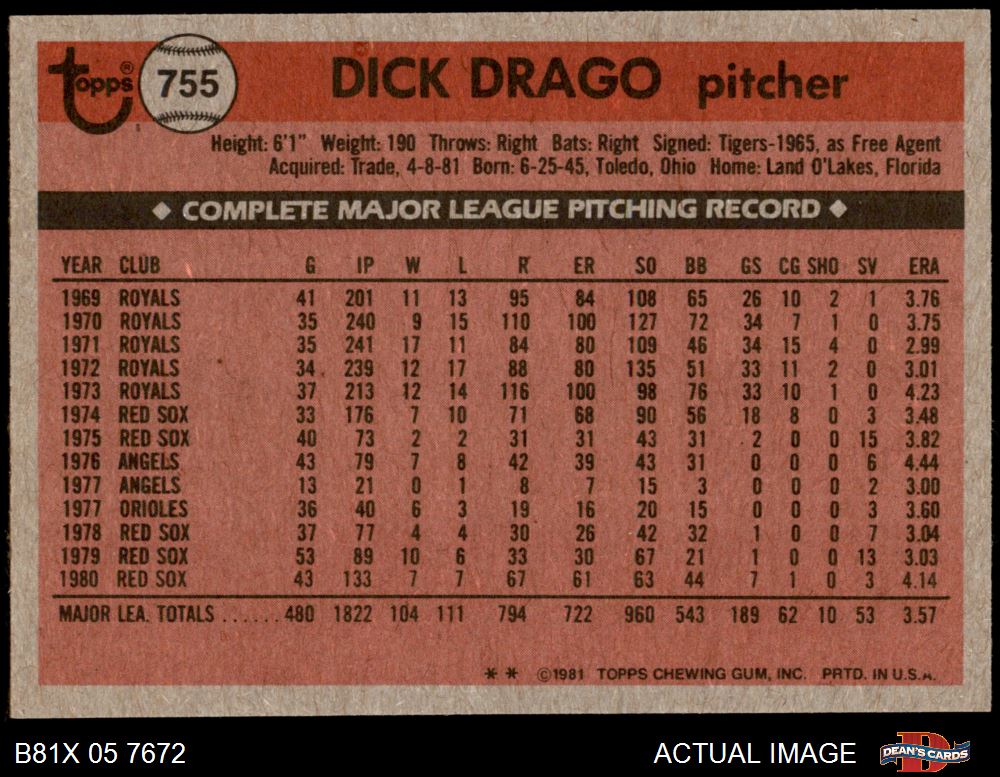 topps®
755
DICK DRAGO pitcher
Height: 6'1" Weight: 190 Throws: Right Bats: Right Signed: Tigers-1965, as Free Agent
Acquired: Trade, 4-8-81 Born: 6-25-45, Toledo, Ohio Home: Land O'Lakes, Florida
◆ COMPLETE MAJOR LEAGUE PITCHING RECORD ◆
YEAR CLUB G IP W L R ER SO BB GS CG SHO SV ERA
1969 ROYALS 41 201 11 13 95 84 108 65 26 10 2 1 3.76
1970 ROYALS 35 240 9 15 110 100 127 72 34 7 1 0 3.75
1971 ROYALS 35 241 17 11 84 80 109 46 34 15 4 0 2.99
1972 ROYALS 34 239 12 17 88 80 135 51 33 11 2 0 3.01
1973 ROYALS 37 213 12 14 116 100 98 76 33 10 1 0 4.23
1974 RED SOX 33 176 7 10 71 68 90 56 18 8 0 3 3.48
1975 RED SOX 40 73 2 2 31 31 43 31 2 0 0 15 3.82
1976 ANGELS 43 79 7 8 42 39 43 31 0 0 0 6 4.44
1977 ANGELS 13 21 0 1 8 7 15 3 0 0 0 2 3.00
1977 ORIOLES 36 40 6 3 19 16 20 15 0 0 0 3 3.60
1978 RED SOX 37 77 4 4 30 26 42 32 1 0 0 7 3.04
1979 RED SOX 53 89 10 6 33 30 67 21 1 0 0 13 3.03
1980 RED SOX 43 133 7 7 67 61 63 44 7 1 0 3 4.14
MAJOR LEA. TOTALS ...... 480 1822 104 111 794 722 960 543 189 62 10 53 3.57
* * ©1981 TOPPS CHEWING GUM, INC. PRTD. IN U.S.A.
B81X 05 7672 ACTUAL IMAGE DEAN'S CARDS